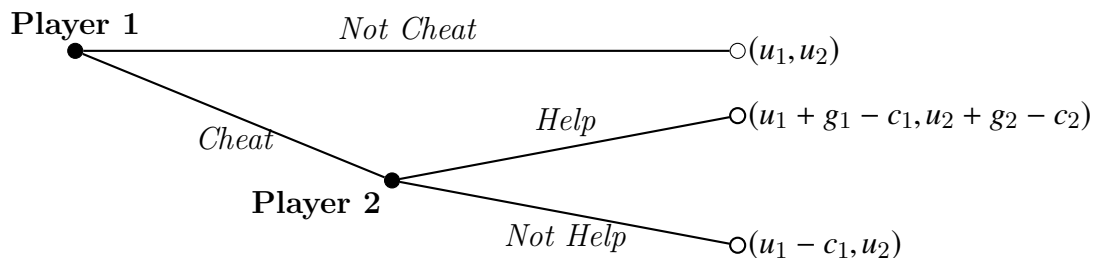 Player 1
Not Cheat
(u₁, u₂)
Cheat
Help
(u₁ + g₁ − c₁, u₂ + g₂ − c₂)
Player 2
Not Help
(u₁ − c₁, u₂)